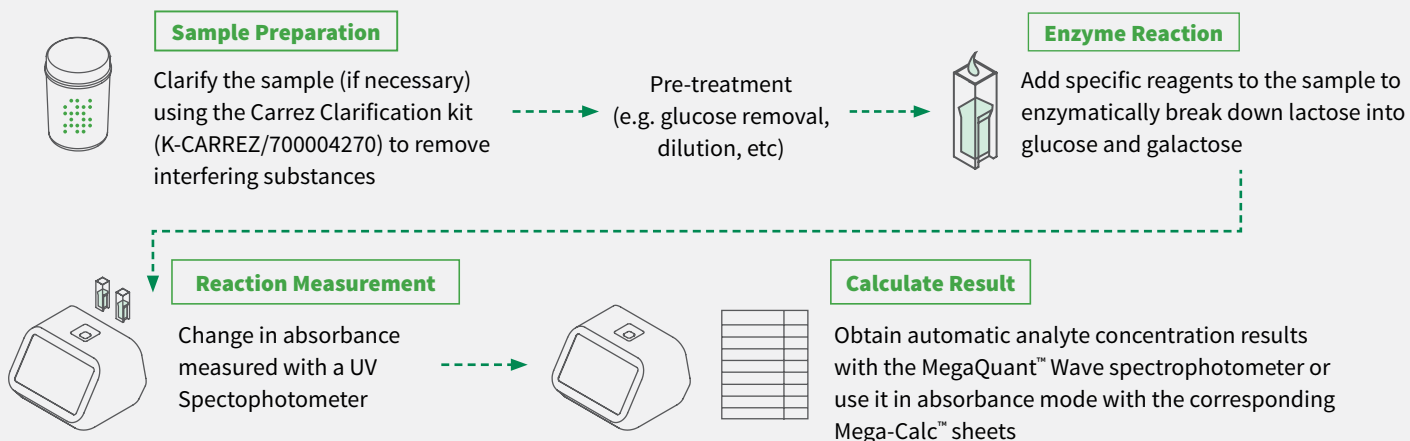 Sample Preparation
Clarify the sample (if necessary)
using the Carrez Clarification kit
(K-CARREZ/700004270) to remove
interfering substances
Pre-treatment
(e.g. glucose removal,
dilution, etc)
Enzyme Reaction
Add specific reagents to the sample to
enzymatically break down lactose into
glucose and galactose
Reaction Measurement
Change in absorbance
measured with a UV
Spectophotometer
Calculate Result
Obtain automatic analyte concentration results
with the MegaQuant™ Wave spectrophotometer or
use it in absorbance mode with the corresponding
Mega-Calc™ sheets